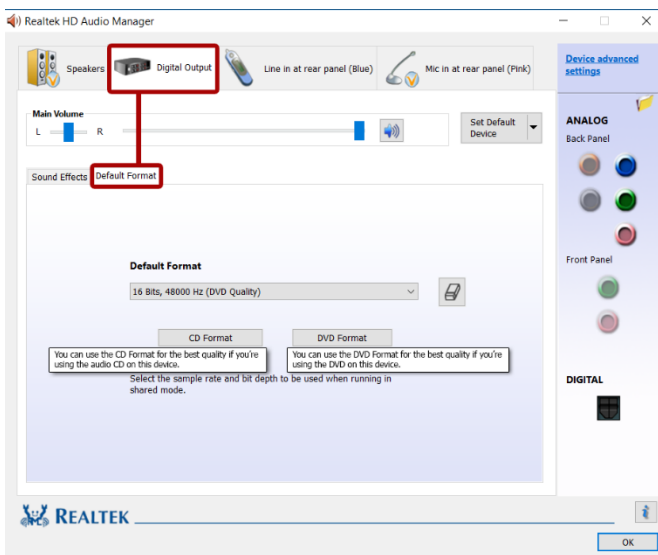 Realtek HD Audio Manager
Speakers
Digital Output
Line in at rear panel (Blue)
Mic in at rear panel (Pink)
Device advanced
settings
Main Volume
L
R
Set Default
Device
ANALOG
Back Panel
Sound Effects
Default Format
Front Panel
Default Format
16 Bits, 48000 Hz (DVD Quality)
CD Format
DVD Format
You can use the CD Format for the best quality if you're
using the audio CD on this device.
You can use the DVD Format for the best quality if you're
using the DVD on this device.
Select the sample rate and bit depth to be used when running in
shared mode.
DIGITAL
REALTEK
OK